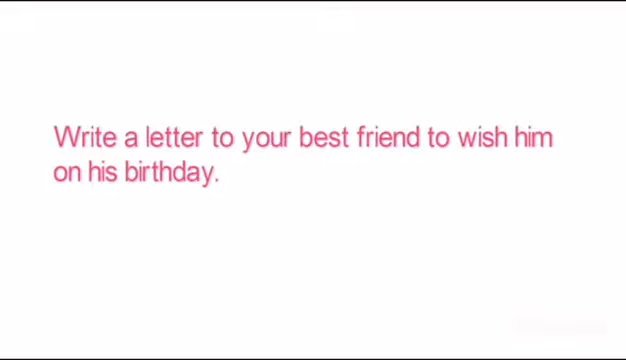 Write a letter to your best friend to wish him
on his birthday.